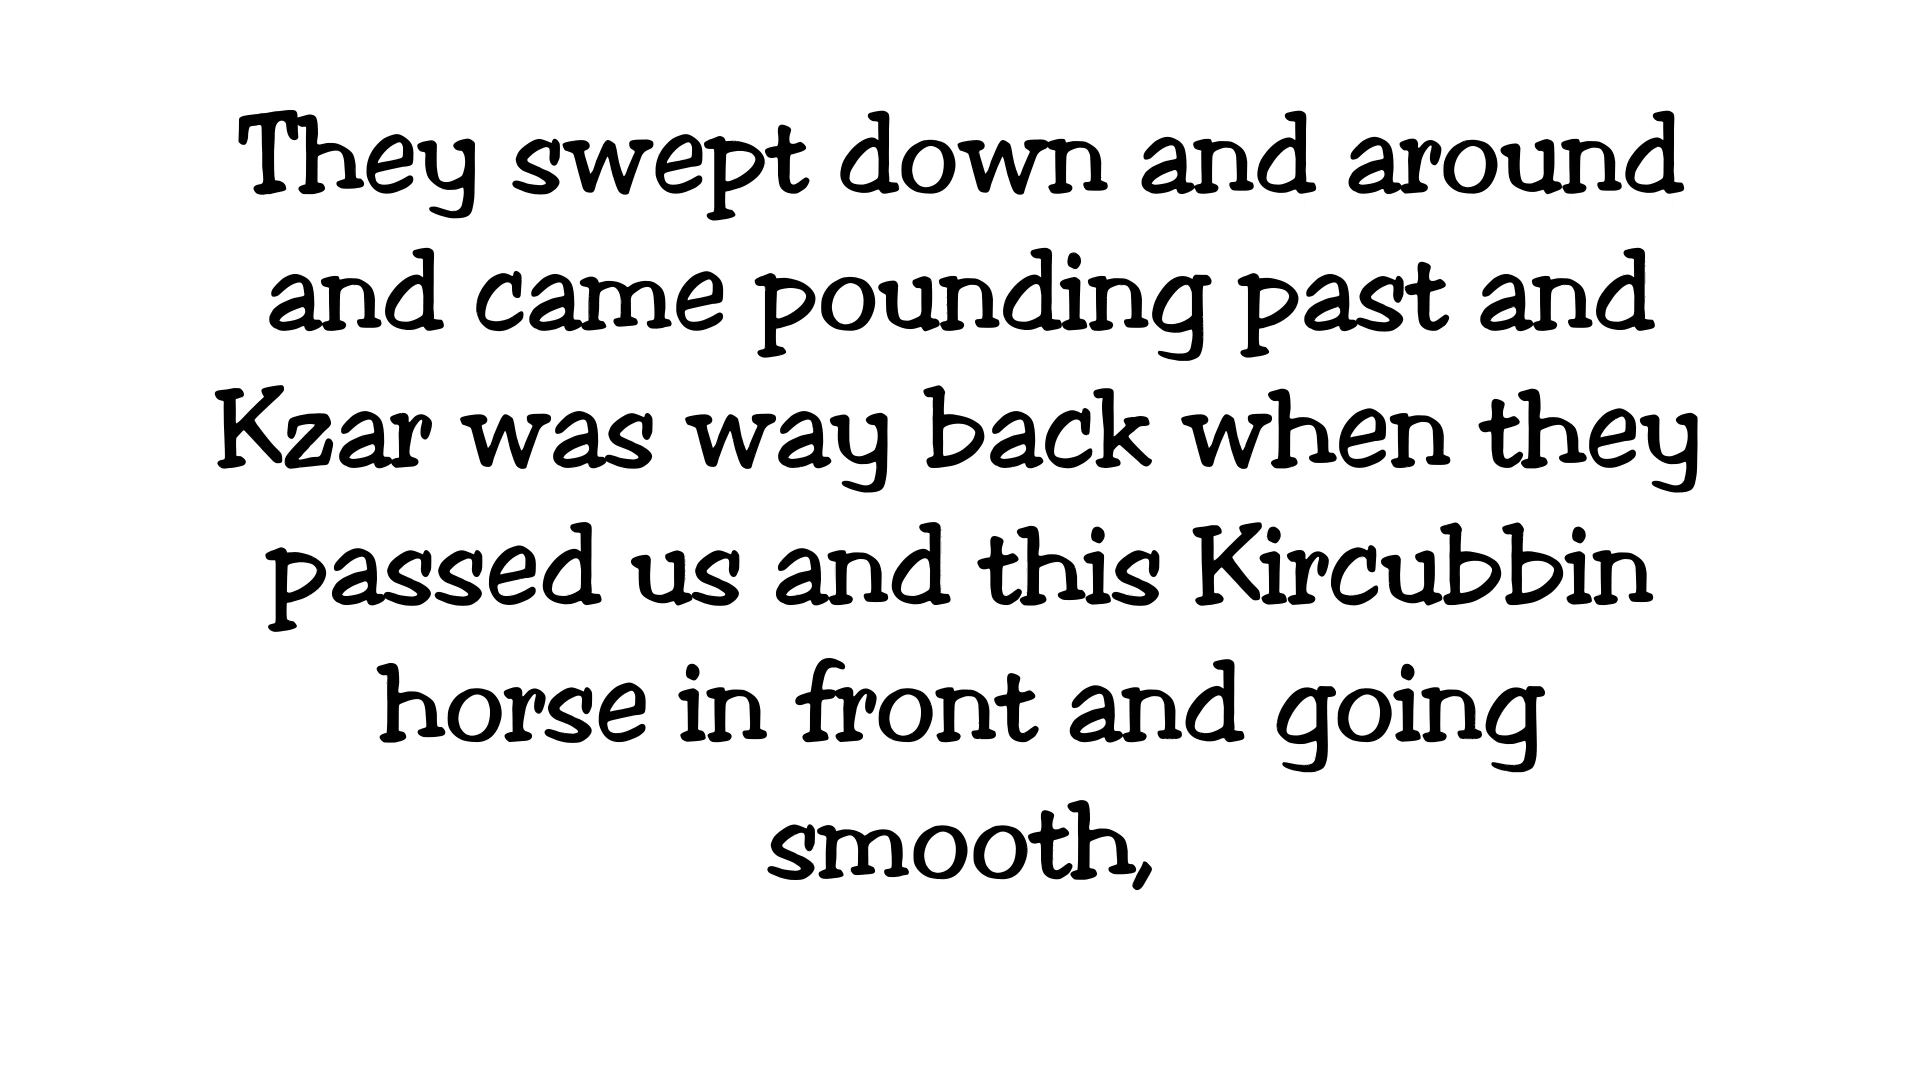 They swept down and around
and came pounding past and
Kzar was way back when they
passed us and this Kircubbin
horse in front and going
smooth,